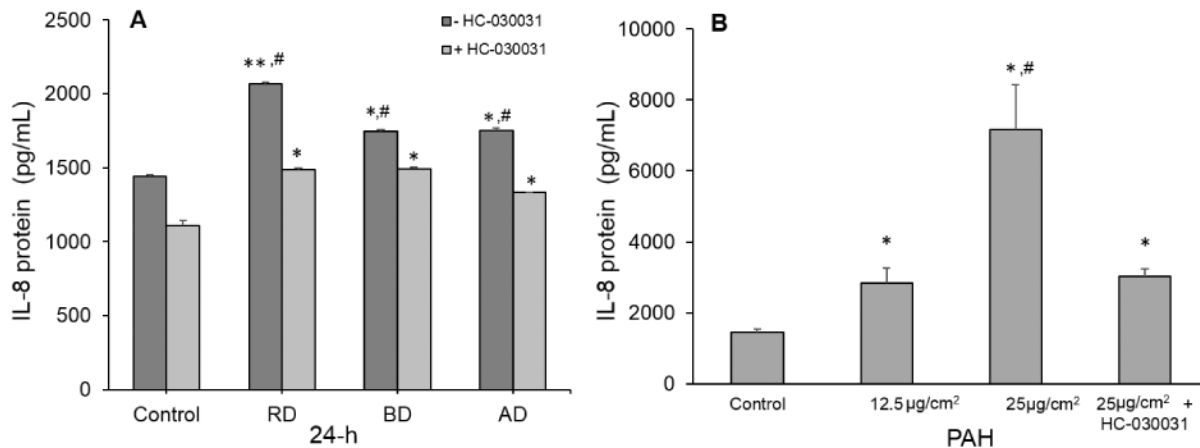 A
- HC-030031
+ HC-030031
IL-8 protein (pg/mL)
2500
2000
1500
1000
500
0
**,#
*
*,#
*
*,#
*
Control RD BD AD
24-h
B
IL-8 protein (pg/mL)
10000
8000
6000
4000
2000
0
*
*,#
*
Control 12.5µg/cm² 25µg/cm² 25µg/cm² +
HC-030031
PAH